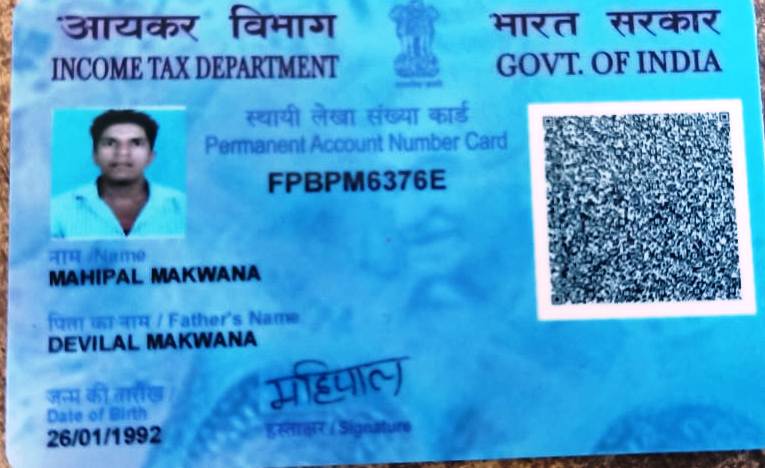 आयकर विभाग
INCOME TAX DEPARTMENT
भारत सरकार
GOVT. OF INDIA
स्थायी लेखा संख्या कार्ड
Permanent Account Number Card
FPBPM6376E
नाम / Name
MAHIPAL MAKWANA
पिता का नाम / Father's Name
DEVILAL MAKWANA
जन्म की तारीख /
Date of Birth
26/01/1992
महिपाल
हस्ताक्षर / Signature